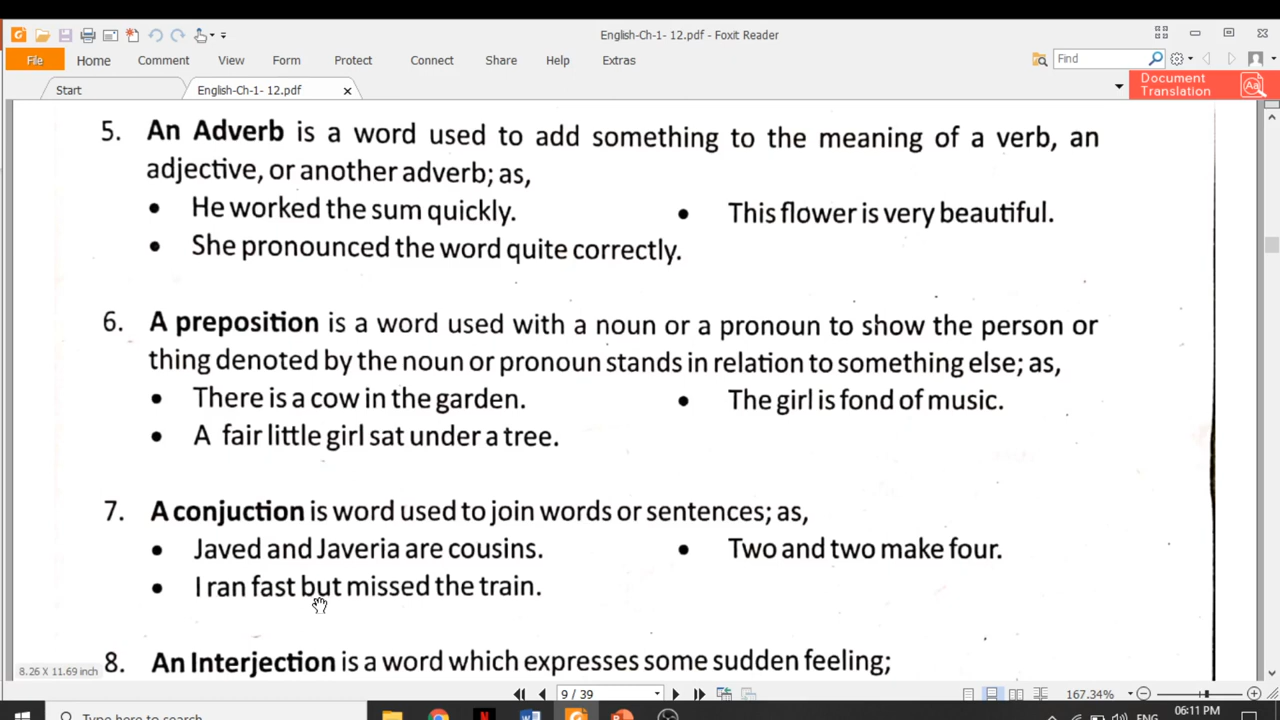 English-Ch-1- 12.pdf - Foxit Reader
File Home Comment View Form Protect Connect Share Help Extras Find
Document Translation
Start English-Ch-1- 12.pdf
5. An Adverb is a word used to add something to the meaning of a verb, an
adjective, or another adverb; as,
• He worked the sum quickly. • This flower is very beautiful.
• She pronounced the word quite correctly.
6. A preposition is a word used with a noun or a pronoun to show the person or
thing denoted by the noun or pronoun stands in relation to something else; as,
• There is a cow in the garden. • The girl is fond of music.
• A fair little girl sat under a tree.
7. A conjuction is word used to join words or sentences; as,
• Javed and Javeria are cousins. • Two and two make four.
• I ran fast but missed the train.
8. An Interjection is a word which expresses some sudden feeling;
8.26 X 11.69 inch
9 / 39 167.34%
Type here to search ENG 06:11 PM